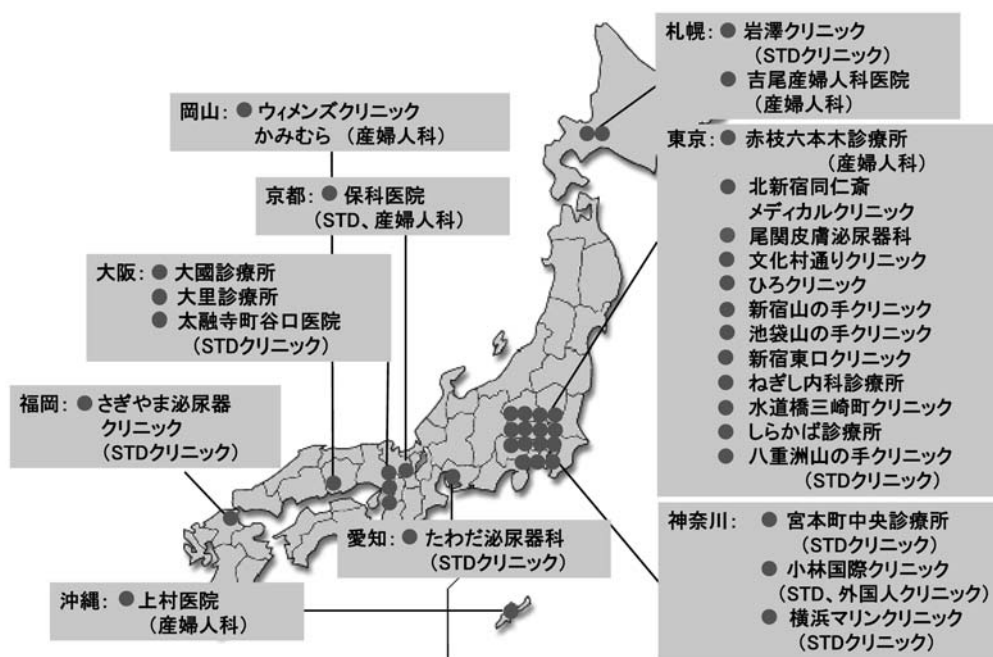 札幌: ● 岩澤クリニック
(STDクリニック)
● 吉尾産婦人科医院
(産婦人科)
岡山: ● ウィメンズクリニック
かみむら (産婦人科)
東京: ● 赤枝六本木診療所
(産婦人科)
● 北新宿同仁斎
メディカルクリニック
● 尾関皮膚泌尿器科
● 文化村通りクリニック
● ひろクリニック
● 新宿山の手クリニック
● 池袋山の手クリニック
● 新宿東口クリニック
● ねぎし内科診療所
● 水道橋三崎町クリニック
● しらかば診療所
● 八重洲山の手クリニック
(STDクリニック)
京都: ● 保科医院
(STD、産婦人科)
大阪: ● 大國診療所
● 大里診療所
● 太融寺町谷口医院
(STDクリニック)
福岡: ● さぎやま泌尿器
クリニック
(STDクリニック)
愛知: ● たわだ泌尿器科
(STDクリニック)
神奈川: ● 宮本町中央診療所
(STDクリニック)
● 小林国際クリニック
(STD、外国人クリニック)
● 横浜マリンクリニック
(STDクリニック)
沖縄: ● 上村医院
(産婦人科)